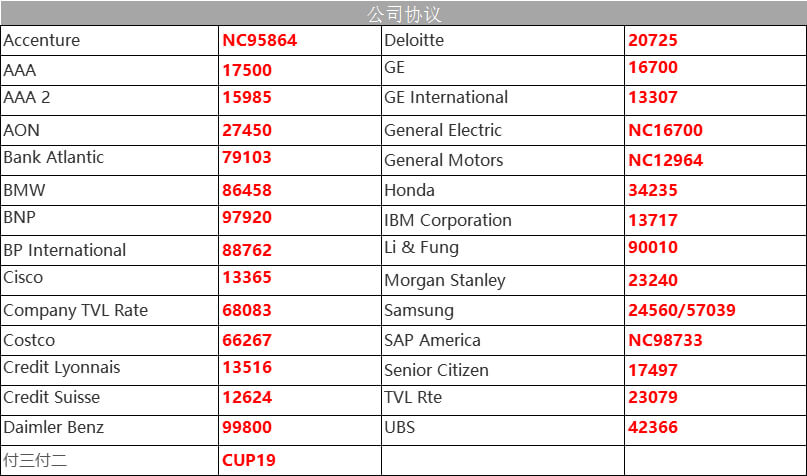 公司协议
Accenture NC95864 Deloitte 20725
AAA 17500 GE 16700
AAA 2 15985 GE International 13307
AON 27450 General Electric NC16700
Bank Atlantic 79103 General Motors NC12964
BMW 86458 Honda 34235
BNP 97920 IBM Corporation 13717
BP International 88762 Li & Fung 90010
Cisco 13365 Morgan Stanley 23240
Company TVL Rate 68083 Samsung 24560/57039
Costco 66267 SAP America NC98733
Credit Lyonnais 13516 Senior Citizen 17497
Credit Suisse 12624 TVL Rte 23079
Daimler Benz 99800 UBS 42366
付三付二 CUP19